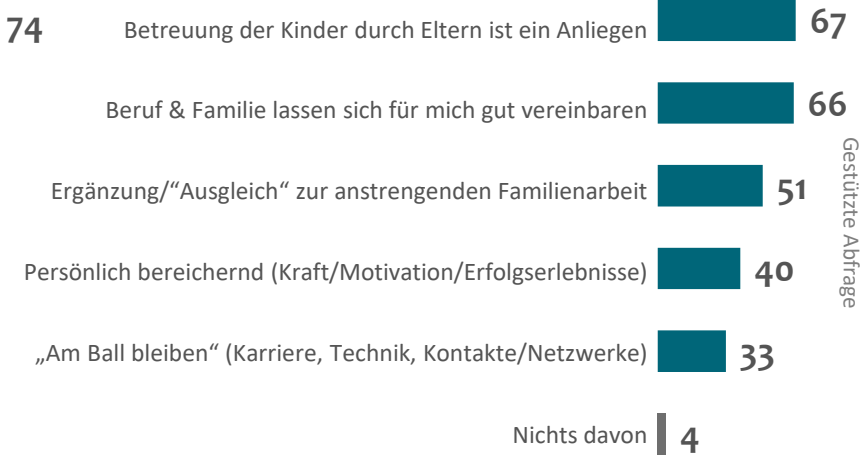 74 Betreuung der Kinder durch Eltern ist ein Anliegen 67
Beruf & Familie lassen sich für mich gut vereinbaren 66
Ergänzung/“Ausgleich“ zur anstrengenden Familienarbeit 51
Persönlich bereichernd (Kraft/Motivation/Erfolgserlebnisse) 40
„Am Ball bleiben“ (Karriere, Technik, Kontakte/Netzwerke) 33
Nichts davon 4
Gestützte Abfrage